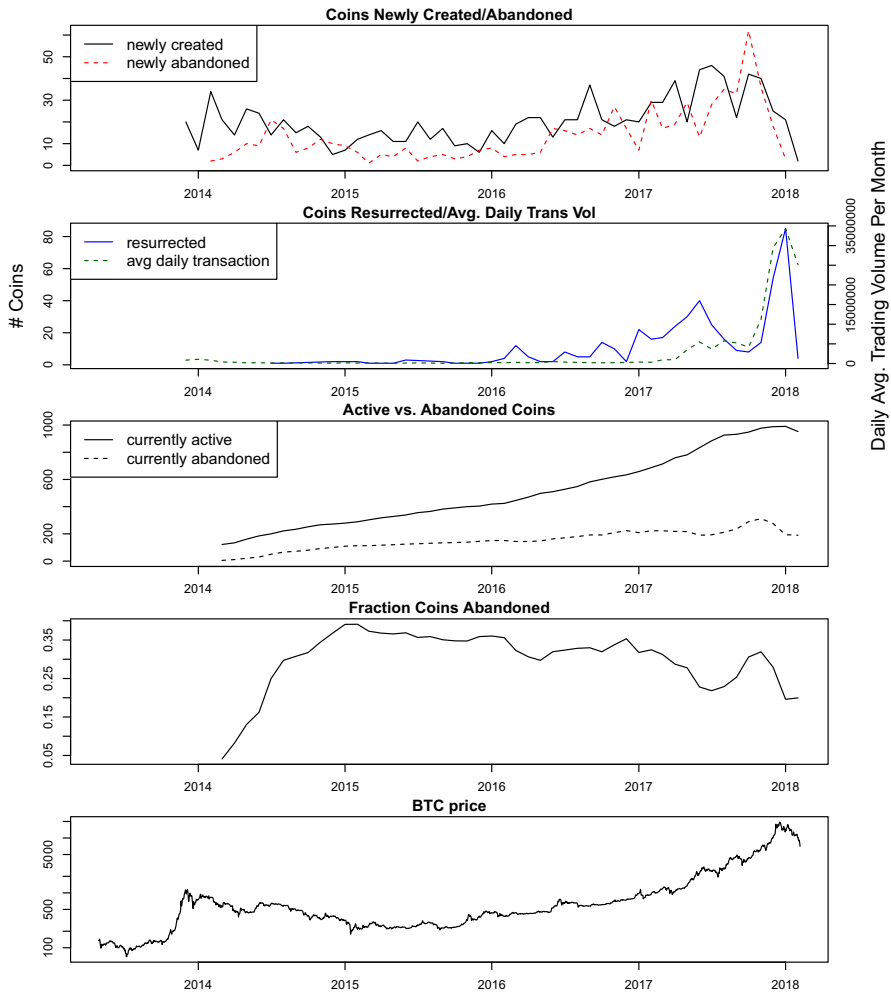 Coins Newly Created/Abandoned
newly created
newly abandoned
50
30
10
0
2014 2015 2016 2017 2018
Coins Resurrected/Avg. Daily Trans Vol
resurrected
avg daily transaction
80
60
40
20
0
35000000
15000000
0
2014 2015 2016 2017 2018
# Coins
Daily Avg. Trading Volume Per Month
Active vs. Abandoned Coins
currently active
currently abandoned
1000
600
200
0
2014 2015 2016 2017 2018
Fraction Coins Abandoned
0.35
0.25
0.15
0.05
2014 2015 2016 2017 2018
BTC price
5000
500
100
2014 2015 2016 2017 2018